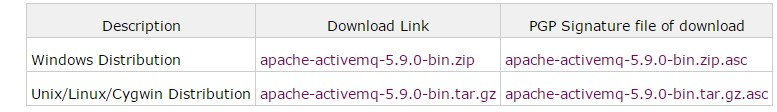 Description Download Link PGP Signature file of download
Windows Distribution apache-activemq-5.9.0-bin.zip apache-activemq-5.9.0-bin.zip.asc
Unix/Linux/Cygwin Distribution apache-activemq-5.9.0-bin.tar.gz apache-activemq-5.9.0-bin.tar.gz.asc